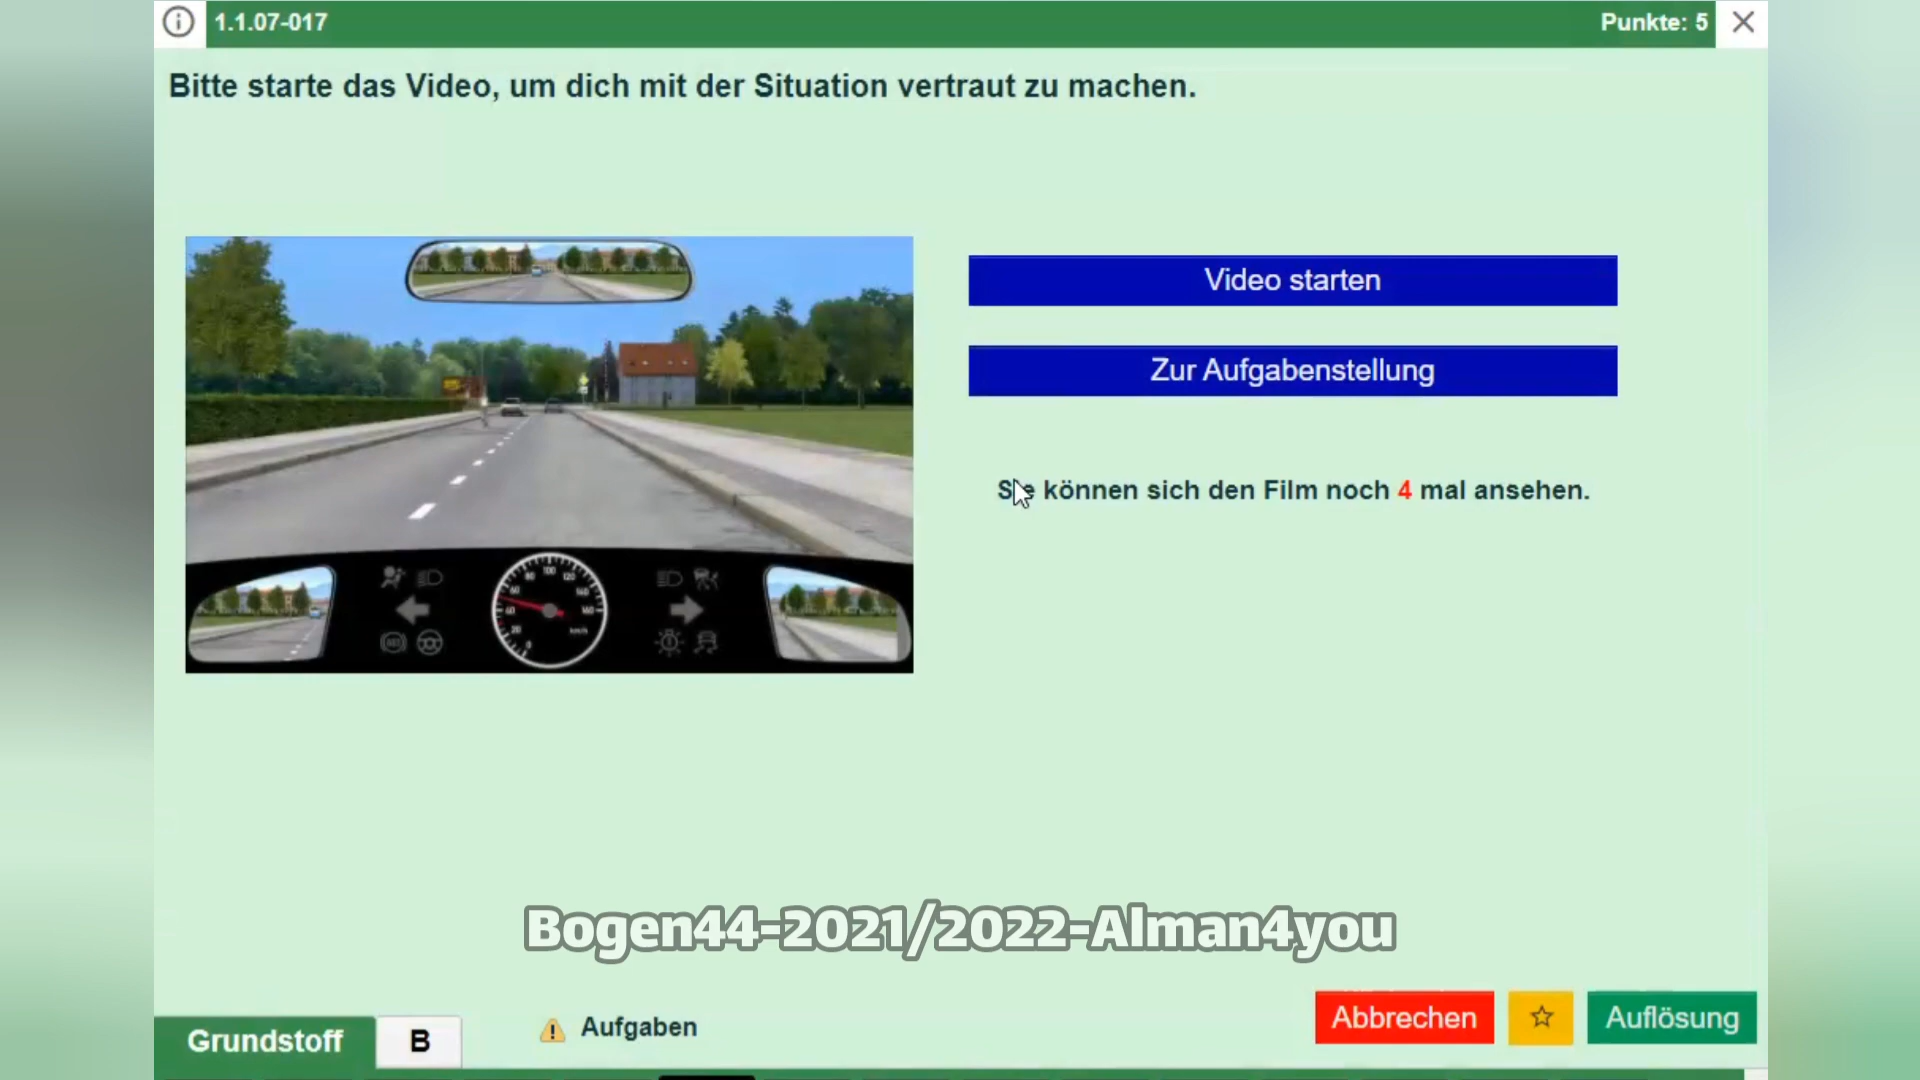 1.1.07-017
Punkte: 5
Bitte starte das Video, um dich mit der Situation vertraut zu machen.
Video starten
Zur Aufgabenstellung
Sie können sich den Film noch 4 mal ansehen.
Bogen44-2021/2022-Alman4you
Grundstoff
B
Aufgaben
Abbrechen
Auflösung